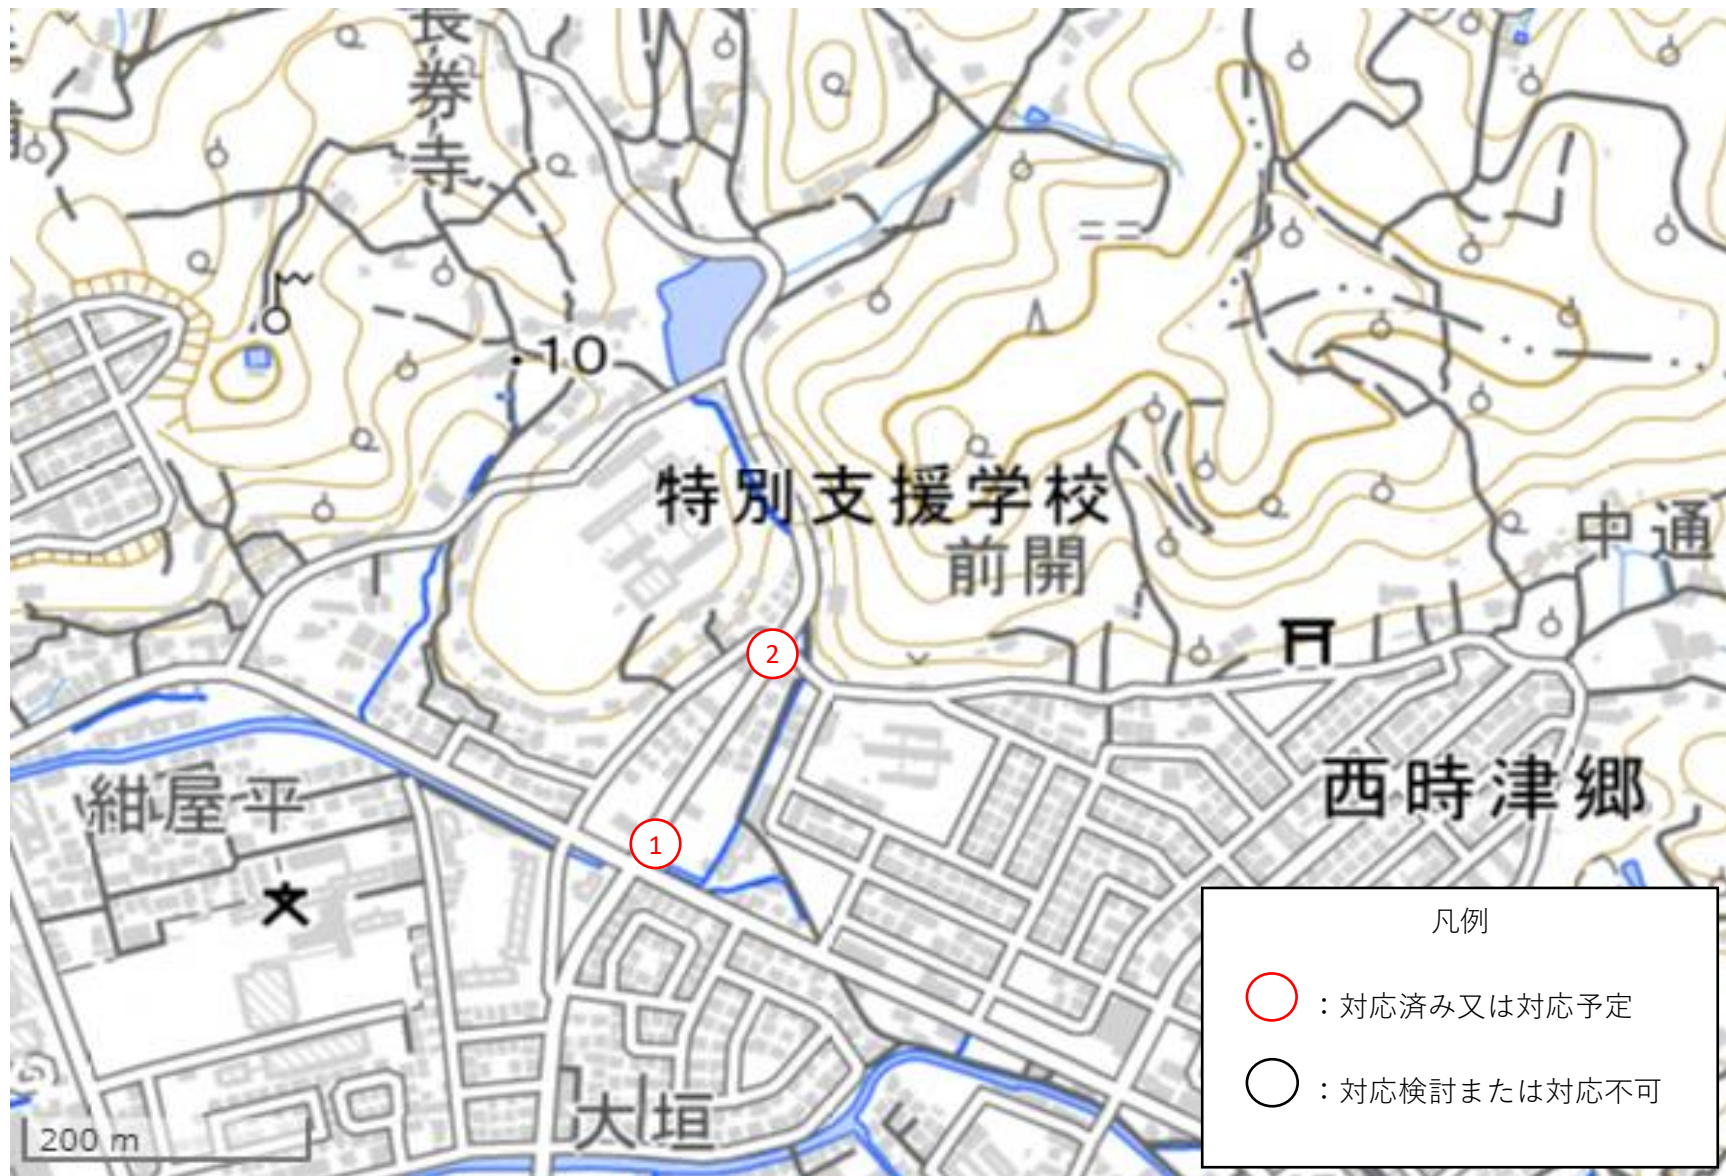 長券寺
・10
特別支援学校
前開
中通
2
西時津郷
紺屋平
1
大垣
200 m
凡例
：対応済み又は対応予定
：対応検討または対応不可